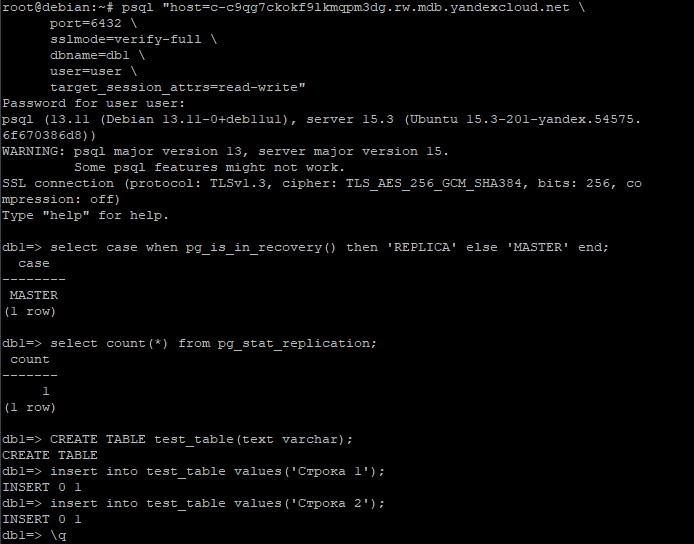 root@debian:~# psql "host=c-c9qg7ckokf9lkmqpm3dg.rw.mdb.yandexcloud.net \
port=6432 \
sslmode=verify-full \
dbname=db1 \
user=user \
target_session_attrs=read-write"
Password for user user:
psql (13.11 (Debian 13.11-0+deb11u1), server 15.3 (Ubuntu 15.3-201-yandex.54575.
6f670386d8))
WARNING: psql major version 13, server major version 15.
Some psql features might not work.
SSL connection (protocol: TLSv1.3, cipher: TLS_AES_256_GCM_SHA384, bits: 256, co
mpression: off)
Type "help" for help.
db1=> select case when pg_is_in_recovery() then 'REPLICA' else 'MASTER' end;
case
--------
MASTER
(1 row)
db1=> select count(*) from pg_stat_replication;
count
-------
1
(1 row)
db1=> CREATE TABLE test_table(text varchar);
CREATE TABLE
db1=> insert into test_table values('Строка 1');
INSERT 0 1
db1=> insert into test_table values('Строка 2');
INSERT 0 1
db1=> \q